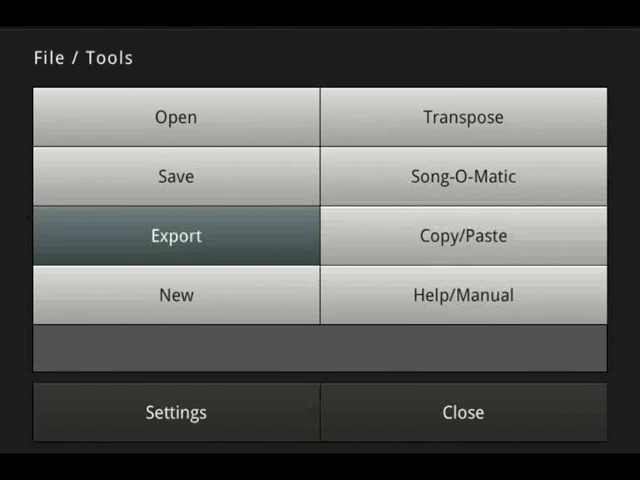 File / Tools
Open
Transpose
Save
Song-O-Matic
Export
Copy/Paste
New
Help/Manual
Settings
Close